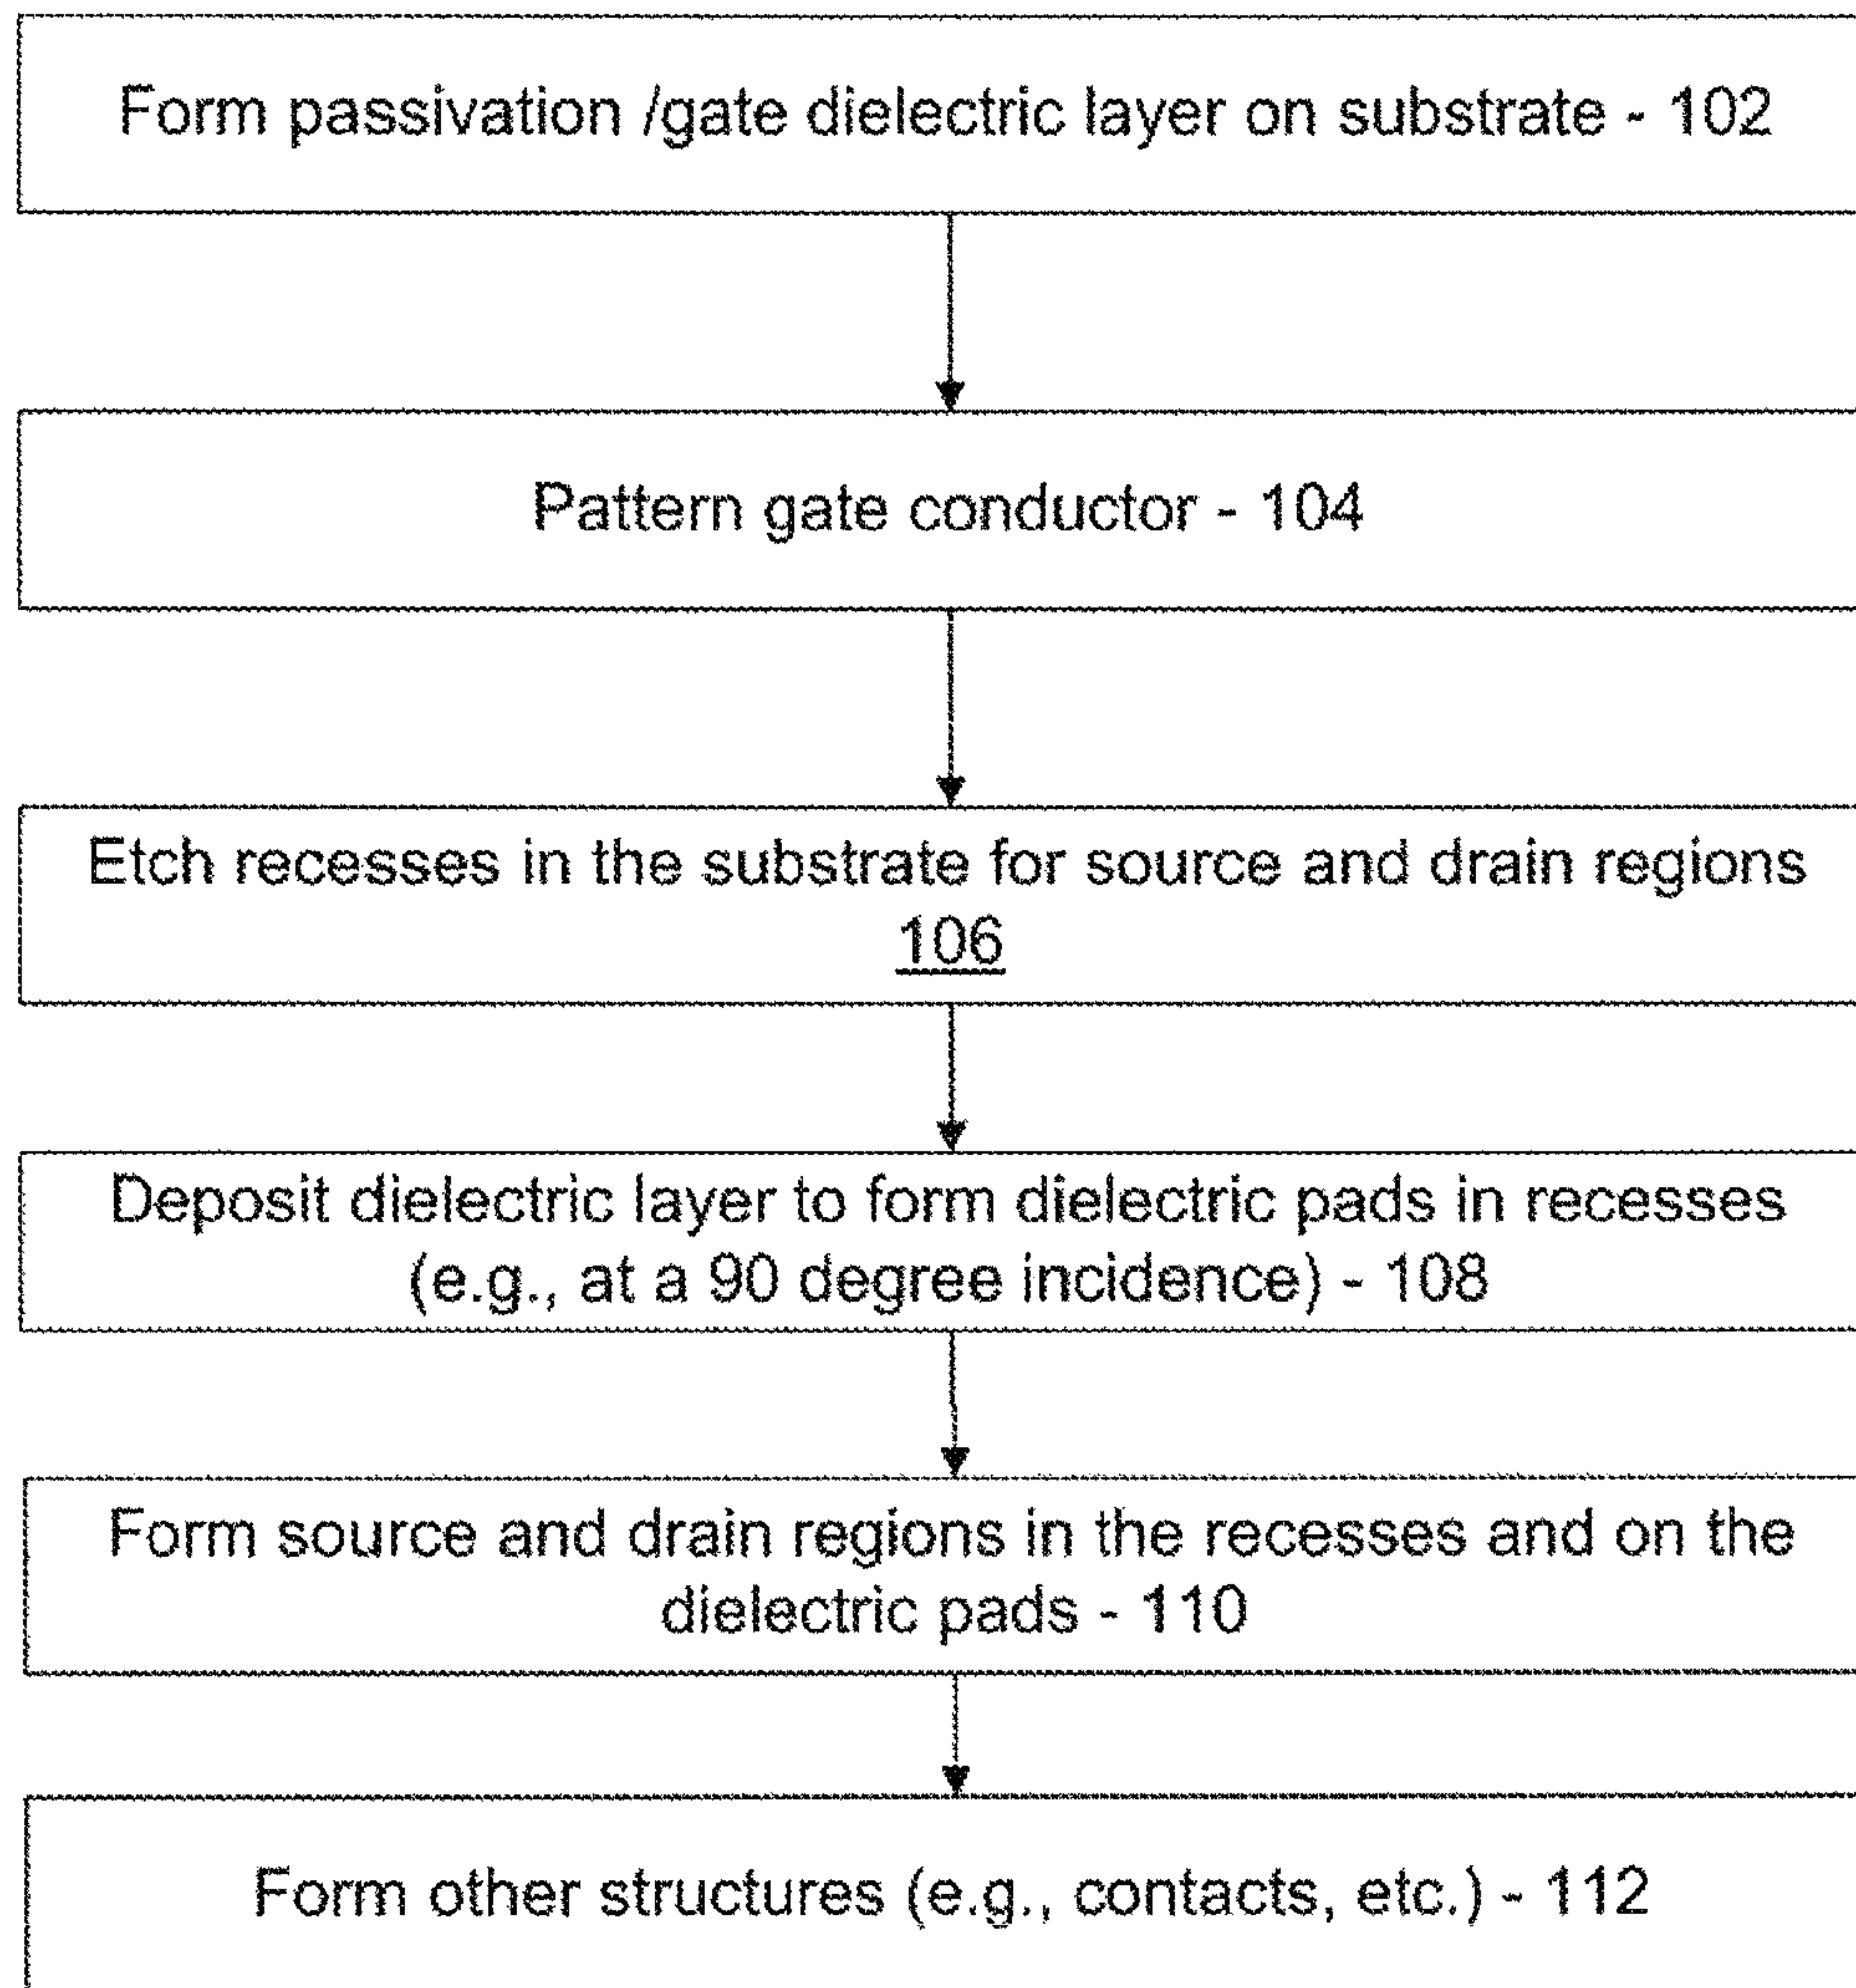 Form passivation /gate dielectric layer on substrate - 102
Pattern gate conductor - 104
Etch recesses in the substrate for source and drain regions
106
Deposit dielectric layer to form dielectric pads in recesses
(e.g., at a 90 degree incidence) - 108
Form source and drain regions in the recesses and on the
dielectric pads - 110
Form other structures (e.g., contacts, etc.) - 112